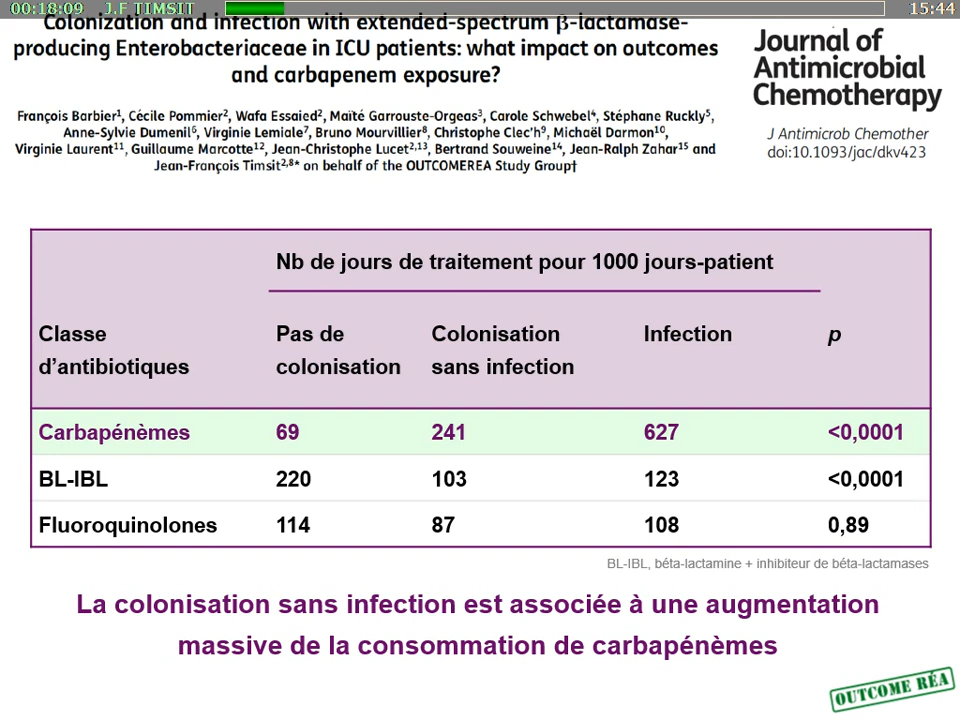 00:18:09 J.F TIMSIT 15:44
Colonization and infection with extended-spectrum β-lactamase-
producing Enterobacteriaceae in ICU patients: what impact on outcomes
and carbapenem exposure?
Journal of
Antimicrobial
Chemotherapy
François Barbier1, Cécile Pommier2, Wafa Essaied2, Maïté Garrouste-Orgeas3, Carole Schwebel4, Stéphane Ruckly5,
Anne-Sylvie Dumenil6, Virginie Lemiale7, Bruno Mourvillier8, Christophe Clec'h9, Michaël Darmon10,
Virginie Laurent11, Guillaume Marcotte12, Jean-Christophe Lucet2,13, Bertrand Souweine14, Jean-Ralph Zahar15 and
Jean-François Timsit2,8* on behalf of the OUTCOMEREA Study Group†
J Antimicrob Chemother
doi:10.1093/jac/dkv423
Nb de jours de traitement pour 1000 jours-patient
Classe d'antibiotiques Pas de colonisation Colonisation sans infection Infection p
Carbapénèmes 69 241 627 <0,0001
BL-IBL 220 103 123 <0,0001
Fluoroquinolones 114 87 108 0,89
BL-IBL, béta-lactamine + inhibiteur de béta-lactamases
La colonisation sans infection est associée à une augmentation
massive de la consommation de carbapénèmes
OUTCOME RÉA